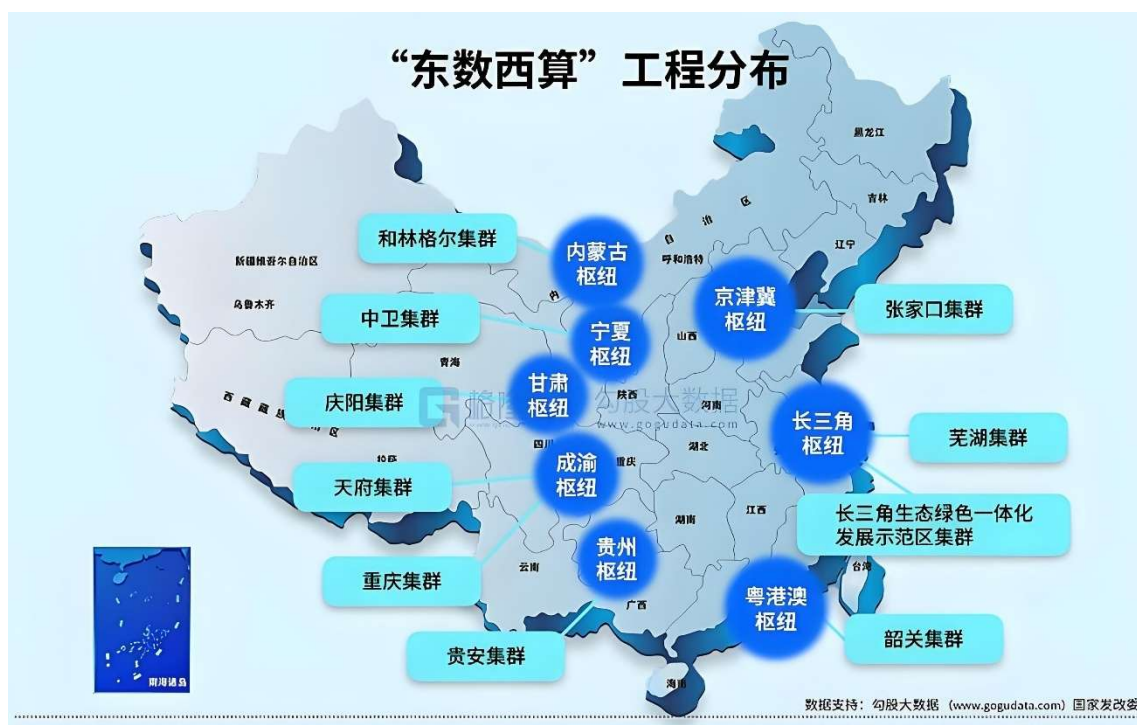 “东数西算”工程分布
黑龙江
吉林
辽宁
自治区
呼和浩特
内
和林格尔集群
内蒙古
枢纽
新疆维吾尔自治区
乌鲁木齐
京津冀
枢纽
张家口集群
中卫集群
宁夏
枢纽
山西
青海
甘肃
枢纽
陕西
河南
勾股大数据
www.gogudata.com
庆阳集群
西藏
区
长三角
枢纽
芜湖集群
四川
重庆
湖北
成渝
枢纽
天府集群
长三角生态绿色一体化
发展示范区集群
湖南
江西
贵州
枢纽
云南
重庆集群
台湾
粤港澳
枢纽
广西
韶关集群
贵安集群
海南
南海诸岛
数据支持：勾股大数据（www.gogudata.com）国家发改委